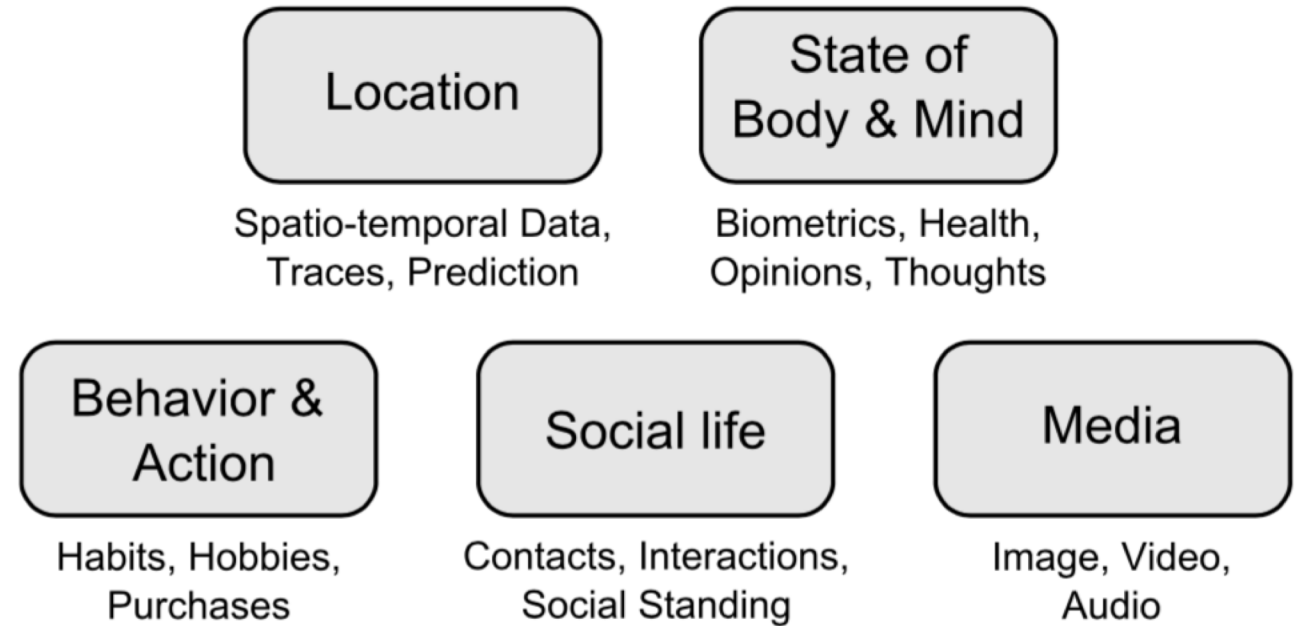 Location
State of
Body & Mind
Spatio-temporal Data,
Traces, Prediction
Biometrics, Health,
Opinions, Thoughts
Behavior &
Action
Social life
Media
Habits, Hobbies,
Purchases
Contacts, Interactions,
Social Standing
Image, Video,
Audio